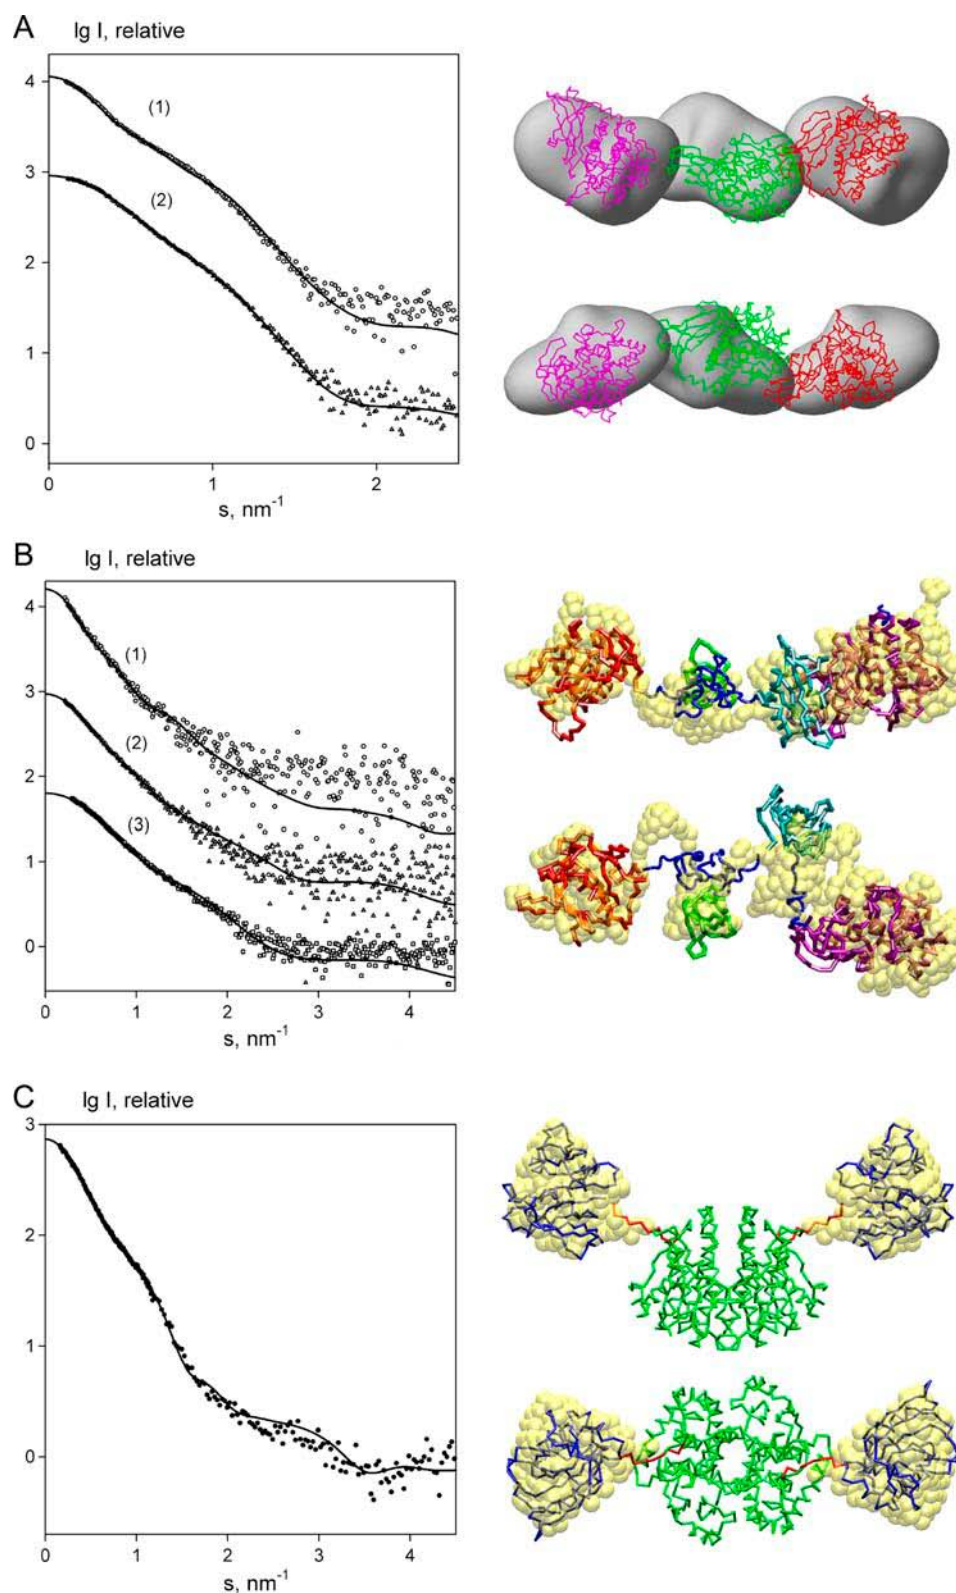 A
lg I, relative
4
(1)
3
(2)
2
1
0
0 1 2
s, nm-1
B
lg I, relative
4
(1)
3
(2)
2
(3)
1
0
0 1 2 3 4
s, nm-1
C
lg I, relative
3
2
1
0
0 1 2 3 4
s, nm-1